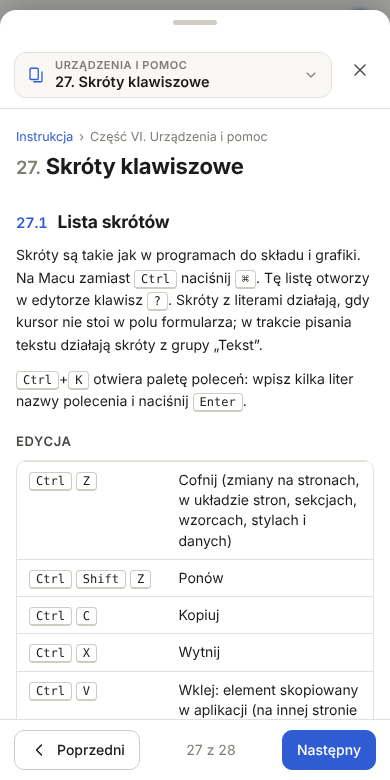 URZĄDZENIA I POMOC
27. Skróty klawiszowe
Instrukcja › Część VI. Urządzenia i pomoc
27. Skróty klawiszowe
27.1 Lista skrótów
Skróty są takie jak w programach do składu i grafiki.
Na Macu zamiast Ctrl naciśnij ⌘. Tę listę otworzy
w edytorze klawisz ?. Skróty z literami działają, gdy
kursor nie stoi w polu formularza; w trakcie pisania
tekstu działają skróty z grupy „Tekst”.
Ctrl+K otwiera paletę poleceń: wpisz kilka liter
nazwy polecenia i naciśnij Enter.
EDYCJA
Ctrl Z Cofnij (zmiany na stronach,
w układzie stron, sekcjach,
wzorcach, stylach i
danych)
Ctrl Shift Z Ponów
Ctrl C Kopiuj
Ctrl X Wytnij
Ctrl V Wklej: element skopiowany
w aplikacji (na innej stronie
Poprzedni 27 z 28 Następny